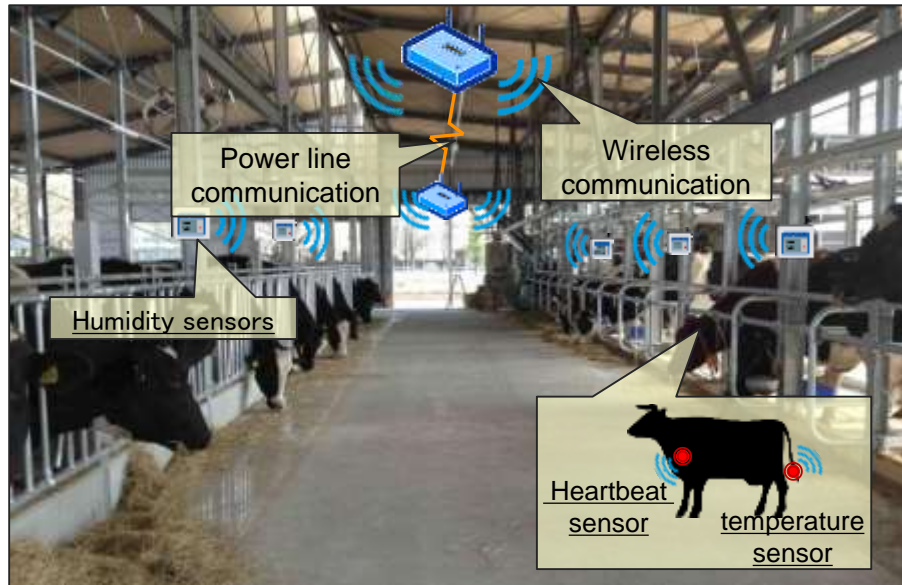 Power line
communication
Wireless
communication
Humidity sensors
Heartbeat
sensor
temperature
sensor